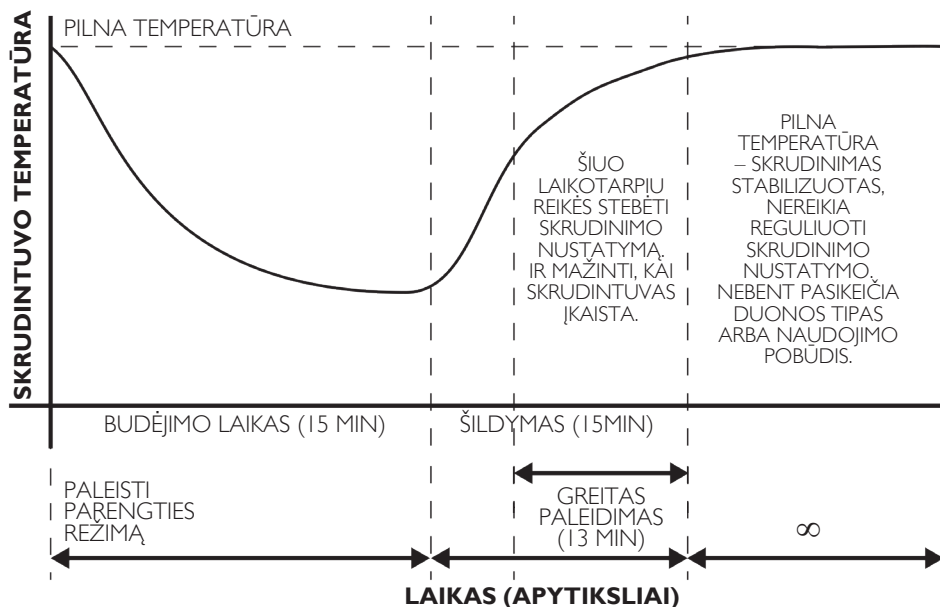 SKRUDINTUVO TEMPERATŪRA
PILNA TEMPERATŪRA
ŠIUO
LAIKOTARPIU
REIKĖS STEBĖTI
SKRUDINIMO
NUSTATYMĄ.
IR MAŽINTI, KAI
SKRUDINTUVAS
ĮKAISTA.
PILNA
TEMPERATŪRA
– SKRUDINIMAS
STABILIZUOTAS,
NEREIKIA
REGULIUOTI
SKRUDINIMO
NUSTATYMO.
NEBENT PASIKEIČIA
DUONOS TIPAS
ARBA NAUDOJIMO
POBŪDIS.
BUDĖJIMO LAIKAS (15 MIN)
ŠILDYMAS (15MIN)
PALEISTI
PARENGTIES
REŽIMĄ
GREITAS
PALEIDIMAS
(13 MIN)
∞
LAIKAS (APYTIKSLIAI)